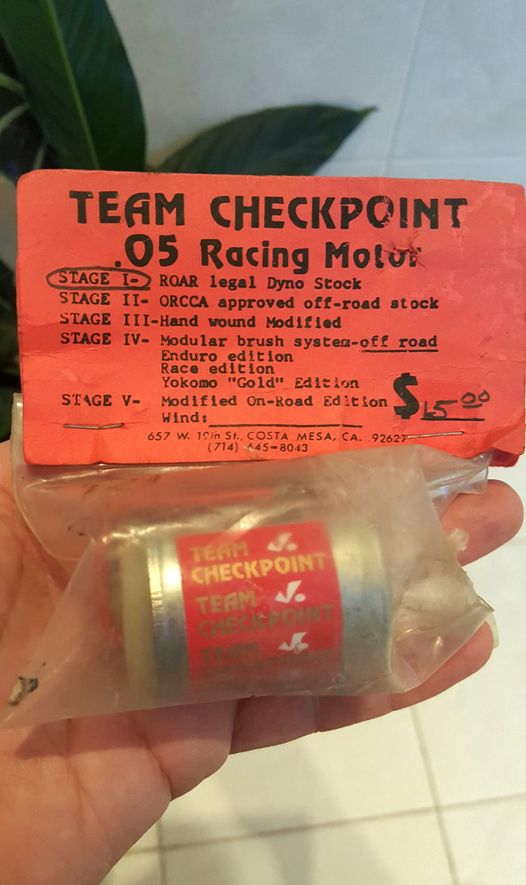 TEAM CHECKPOINT
.05 Racing Motor
STAGE I- ROAR legal Dyno Stock
STAGE II- ORCCA approved off-road stock
STAGE III-Hand wound Modified
STAGE IV- Modular brush system-off road
Enduro edition
Race edition
Yokomo "Gold" Edition
STAGE V- Modified On-Road Edition $15.00
Wind:
657 W. St., COSTA MESA, CA. 92627
(714) 645-8043
TEAM
CHECKPOINT
TEAM
CHECKPOINT
TEAM